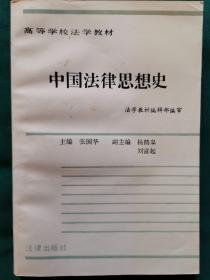 高等学校法学教材
中国法律思想史
法学教材编辑部编审
主编 张国华 副主编 杨鹤皋
刘富起
法律出版社